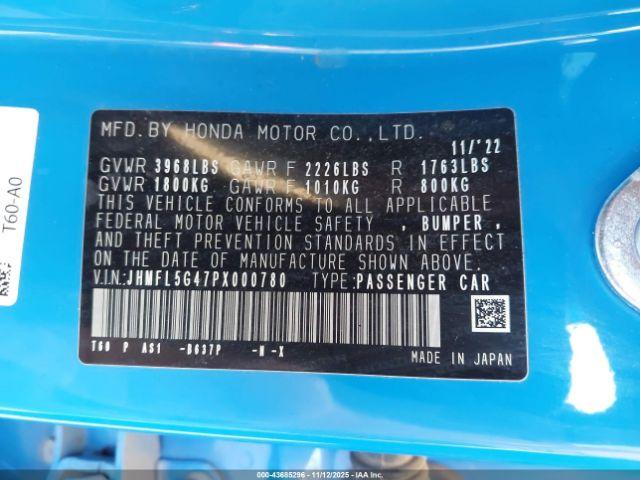 MFD.BY HONDA MOTOR CO.,LTD.
11/'22
GVWR 3968LBS GAWR F 2226LBS R 1763LBS
GVWR 1800KG GAWR F 1010KG R 800KG
THIS VEHICLE CONFORMS TO ALL APPLICABLE
FEDERAL MOTOR VEHICLE SAFETY , BUMPER ,
AND THEFT PREVENTION STANDARDS IN EFFECT
ON THE DATE OF MANUFACTURE SHOWN ABOVE.
V.I.N: JHMFL5G47PX000780 TYPE:PASSENGER CAR
T60 P AS1 -B637P -N -X
MADE IN JAPAN
T60-A0
000-43685296 - 11/12/2025 - IAAI.COM